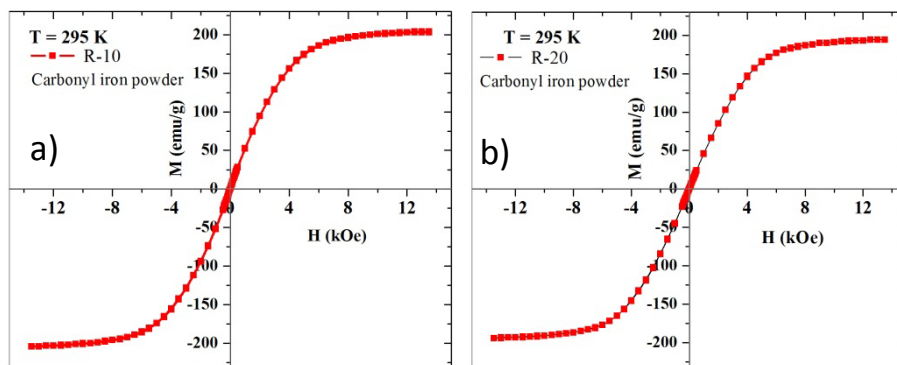 T = 295 K
R-10
Carbonyl iron powder
a)
M (emu/g)
200
150
100
50
0
-50
-100
-150
-200
-12 -8 -4 0 4 8 12
H (kOe)
T = 295 K
R-20
Carbonyl iron powder
b)
M (emu/g)
200
150
100
50
0
-50
-100
-150
-200
-12 -8 -4 0 4 8 12
H (kOe)